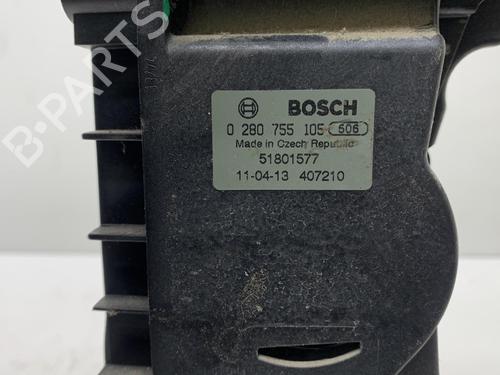 BOSCH
0 280 755 105 506
Made in Czech Republic
51801577
11-04-13 407210
B-PARTS